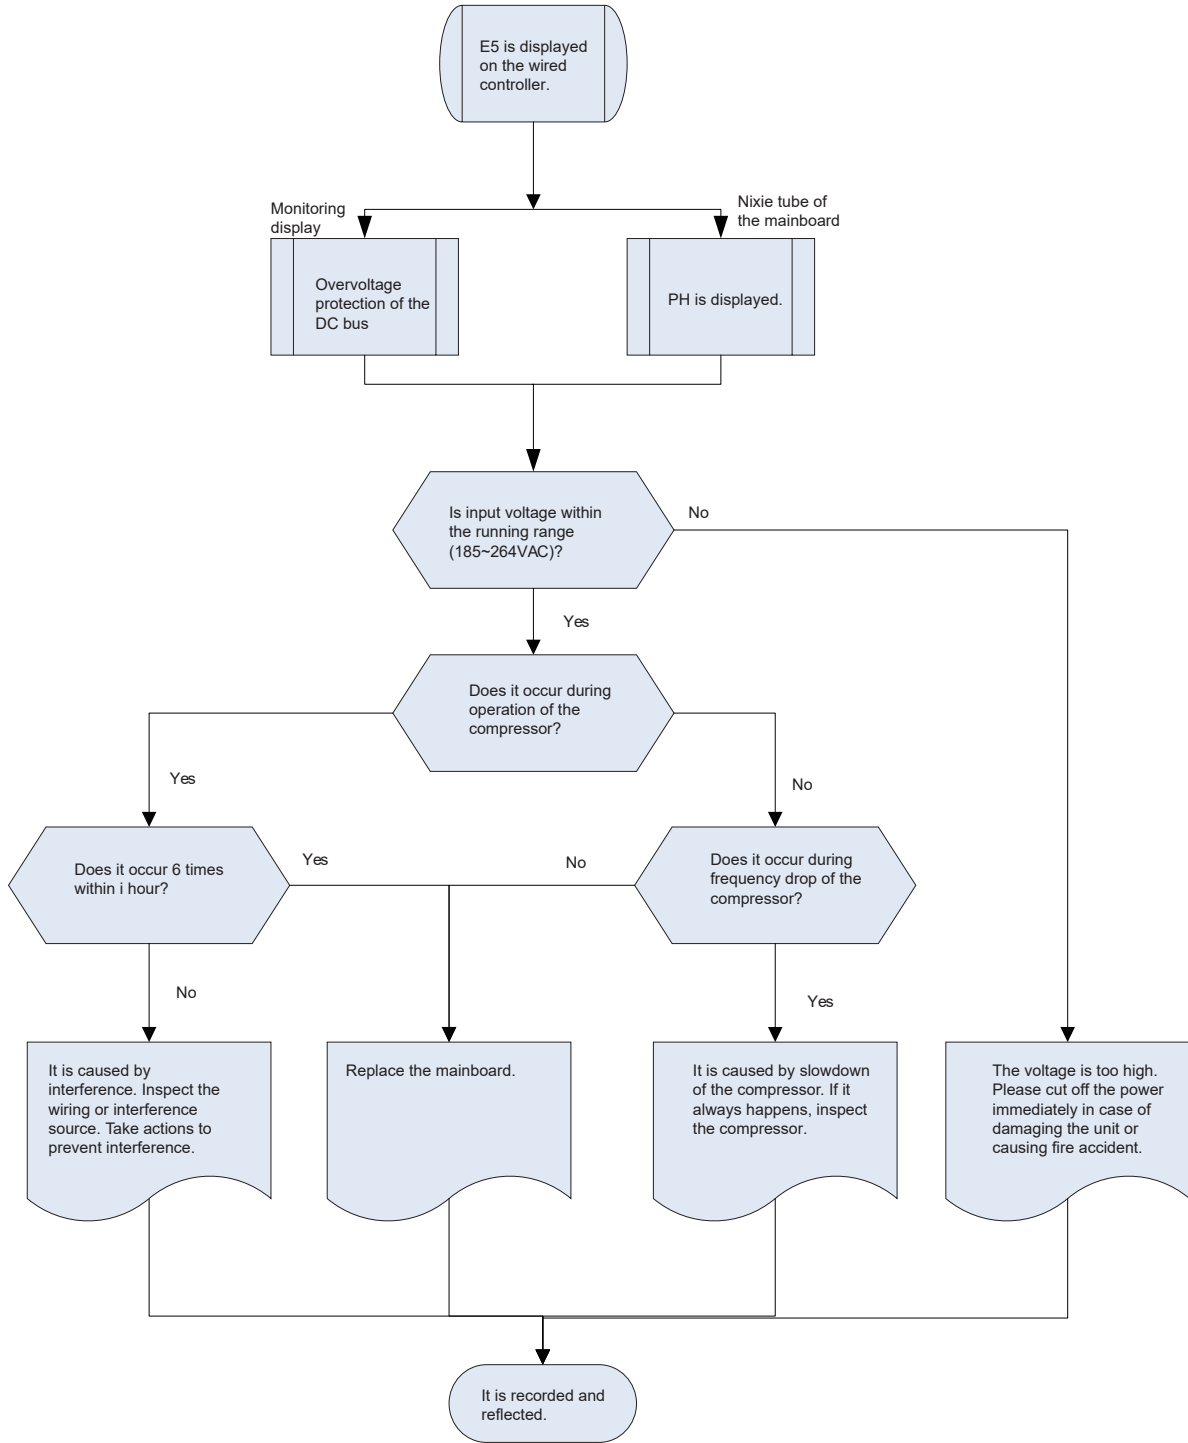 E5 is displayed
on the wired
controller.
Monitoring
display
Nixie tube of
the mainboard
Overvoltage
protection of the
DC bus
PH is displayed.
Is input voltage within
the running range
(185~264VAC)?
No
Yes
Does it occur during
operation of the
compressor?
Yes
No
Does it occur 6 times
within i hour?
Yes
No
Does it occur during
frequency drop of the
compressor?
No
Yes
It is caused by
interference. Inspect the
wiring or interference
source. Take actions to
prevent interference.
Replace the mainboard.
It is caused by slowdown
of the compressor. If it
always happens, inspect
the compressor.
The voltage is too high.
Please cut off the power
immediately in case of
damaging the unit or
causing fire accident.
It is recorded and
reflected.